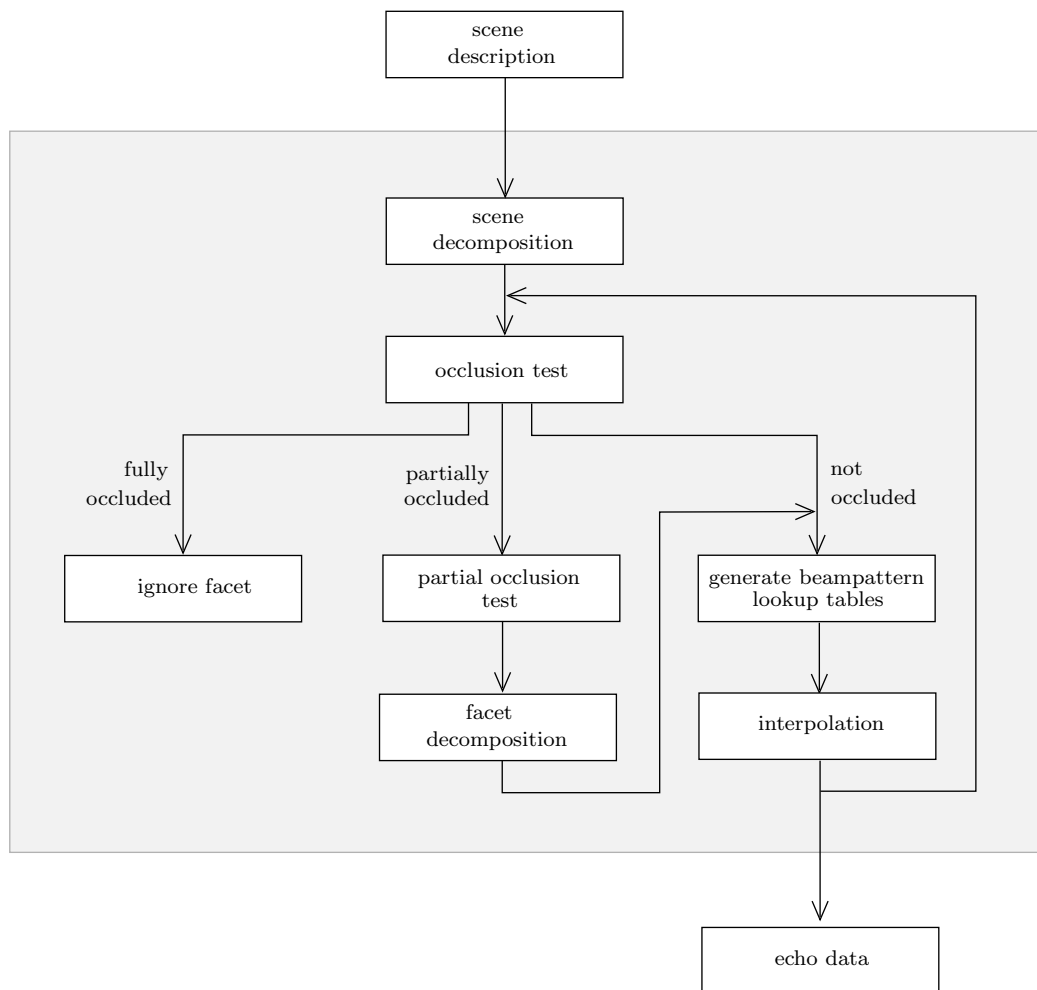 scene
description
scene
decomposition
occlusion test
fully
occluded
partially
occluded
not
occluded
ignore facet
partial occlusion
test
generate beampattern
lookup tables
facet
decomposition
interpolation
echo data